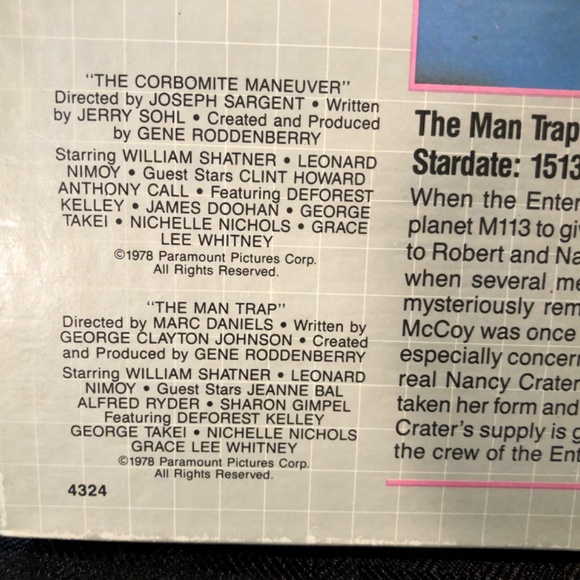 "THE CORBOMITE MANEUVER"
Directed by JOSEPH SARGENT • Written
by JERRY SOHL • Created and Produced
by GENE RODDENBERRY
Starring WILLIAM SHATNER • LEONARD
NIMOY • Guest Stars CLINT HOWARD
ANTHONY CALL • Featuring DEFOREST
KELLEY • JAMES DOOHAN • GEORGE
TAKEI • NICHELLE NICHOLS • GRACE
LEE WHITNEY
©1978 Paramount Pictures Corp.
All Rights Reserved.
"THE MAN TRAP"
Directed by MARC DANIELS • Written by
GEORGE CLAYTON JOHNSON • Created
and Produced by GENE RODDENBERRY
Starring WILLIAM SHATNER • LEONARD
NIMOY • Guest Stars JEANNE BAL
ALFRED RYDER • SHARON GIMPEL
Featuring DEFOREST KELLEY
GEORGE TAKEI • NICHELLE NICHOLS
GRACE LEE WHITNEY
©1978 Paramount Pictures Corp.
All Rights Reserved.
4324
The Man Trap
Stardate: 1513
When the Enter
planet M113 to gi
to Robert and Na
when several me
mysteriously rem
McCoy was once
especially concern
real Nancy Crater
taken her form and
Crater's supply is g
the crew of the Ent